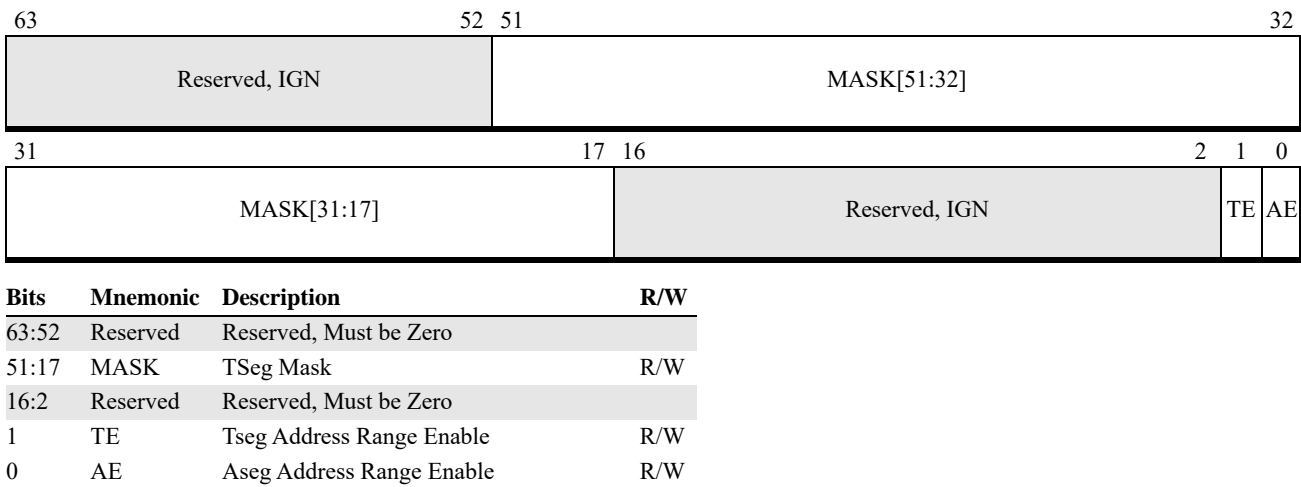 63 52 51 32
Reserved, IGN MASK[51:32]
31 17 16 2 1 0
MASK[31:17] Reserved, IGN TE AE
Bits Mnemonic Description R/W
63:52 Reserved Reserved, Must be Zero
51:17 MASK TSeg Mask R/W
16:2 Reserved Reserved, Must be Zero
1 TE Tseg Address Range Enable R/W
0 AE Aseg Address Range Enable R/W